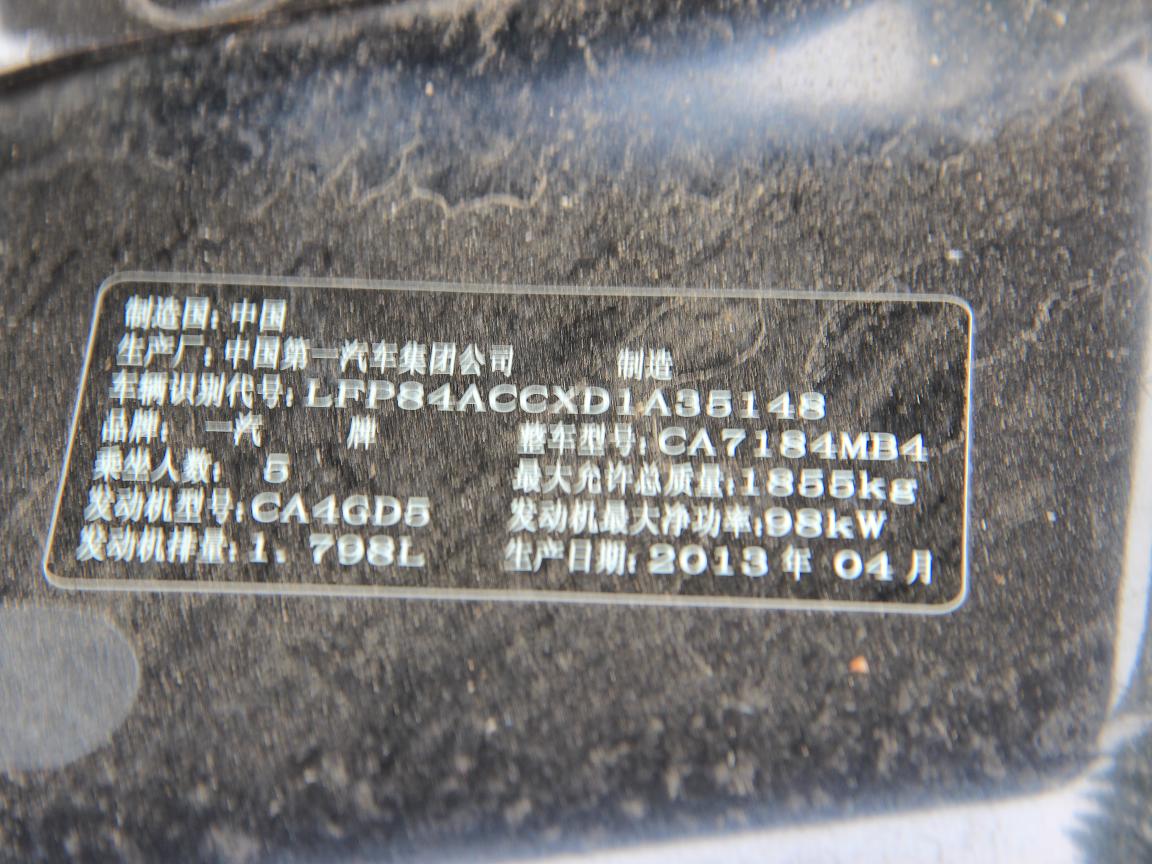 制造国：中国
生产厂：中国第一汽车集团公司 制造
车辆识别代号：LFP84ACCXD1A35148
品牌： 一汽 牌 整车型号：CA7184MB4
乘坐人数： 5 最大允许总质量：1855kg
发动机型号：CA4GD5 发动机最大净功率：98kW
发动机排量：1．798L 生产日期：2013 年 04 月